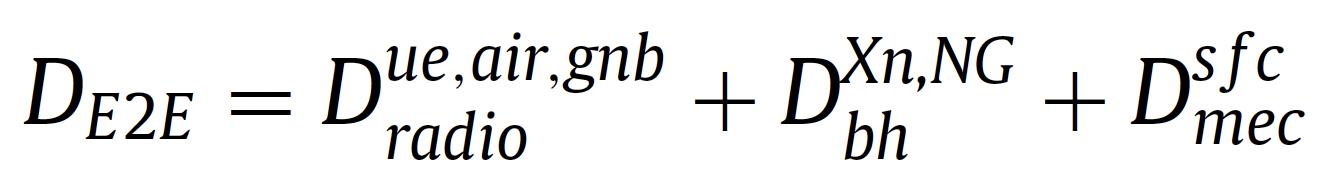 D_{E2E} = D_{radio}^{ue,air,gnb} + D_{bh}^{Xn,NG} + D_{mec}^{sfc}